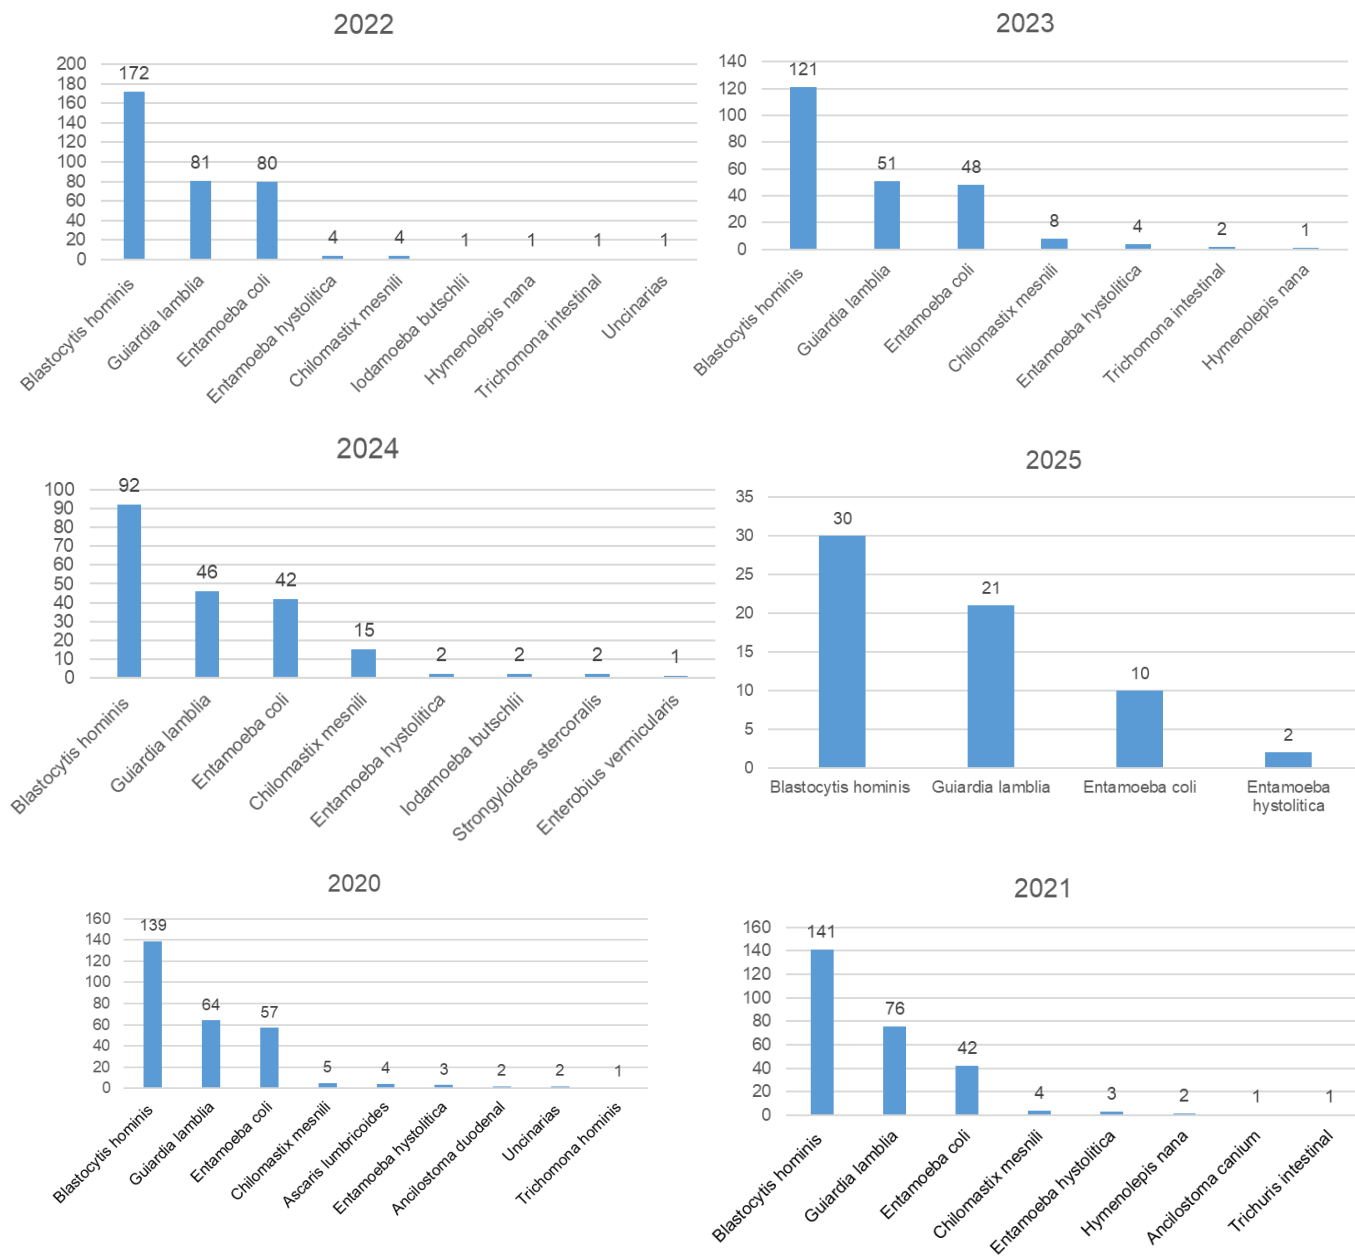 2022
200
180
160
140
120
100
80
60
40
20
0
172
81
80
4
4
1
1
1
1
Blastocytis hominis
Guiardia lamblia
Entamoeba coli
Entamoeba hystolitica
Chilomastix mesnili
Iodamoeba butschlii
Hymenolepis nana
Trichomona intestinal
Uncinarias
2023
140
120
100
80
60
40
20
0
121
51
48
8
4
2
1
Blastocytis hominis
Guiardia lamblia
Entamoeba coli
Chilomastix mesnili
Entamoeba hystolitica
Trichomona intestinal
Hymenolepis nana
2024
100
90
80
70
60
50
40
30
20
10
0
92
46
42
15
2
2
2
1
Blastocytis hominis
Guiardia lamblia
Entamoeba coli
Chilomastix mesnili
Entamoeba hystolitica
Iodamoeba butschlii
Strongyloides stercoralis
Enterobius vermicularis
2025
35
30
25
20
15
10
5
0
30
21
10
2
Blastocytis hominis
Guiardia lamblia
Entamoeba coli
Entamoeba
hystolitica
2020
160
140
120
100
80
60
40
20
0
139
64
57
5
4
3
2
2
1
Blastocytis hominis
Guiardia lamblia
Entamoeba coli
Chilomastix mesnili
Ascaris lumbricoides
Entamoeba hystolitica
Ancilostoma duodenal
Uncinarias
Trichomona hominis
2021
160
140
120
100
80
60
40
20
0
141
76
42
4
3
2
1
1
Blastocytis hominis
Guiardia lamblia
Entamoeba coli
Chilomastix mesnili
Entamoeba hystolitica
Hymenolepis nana
Ancilostoma canium
Trichuris intestinal